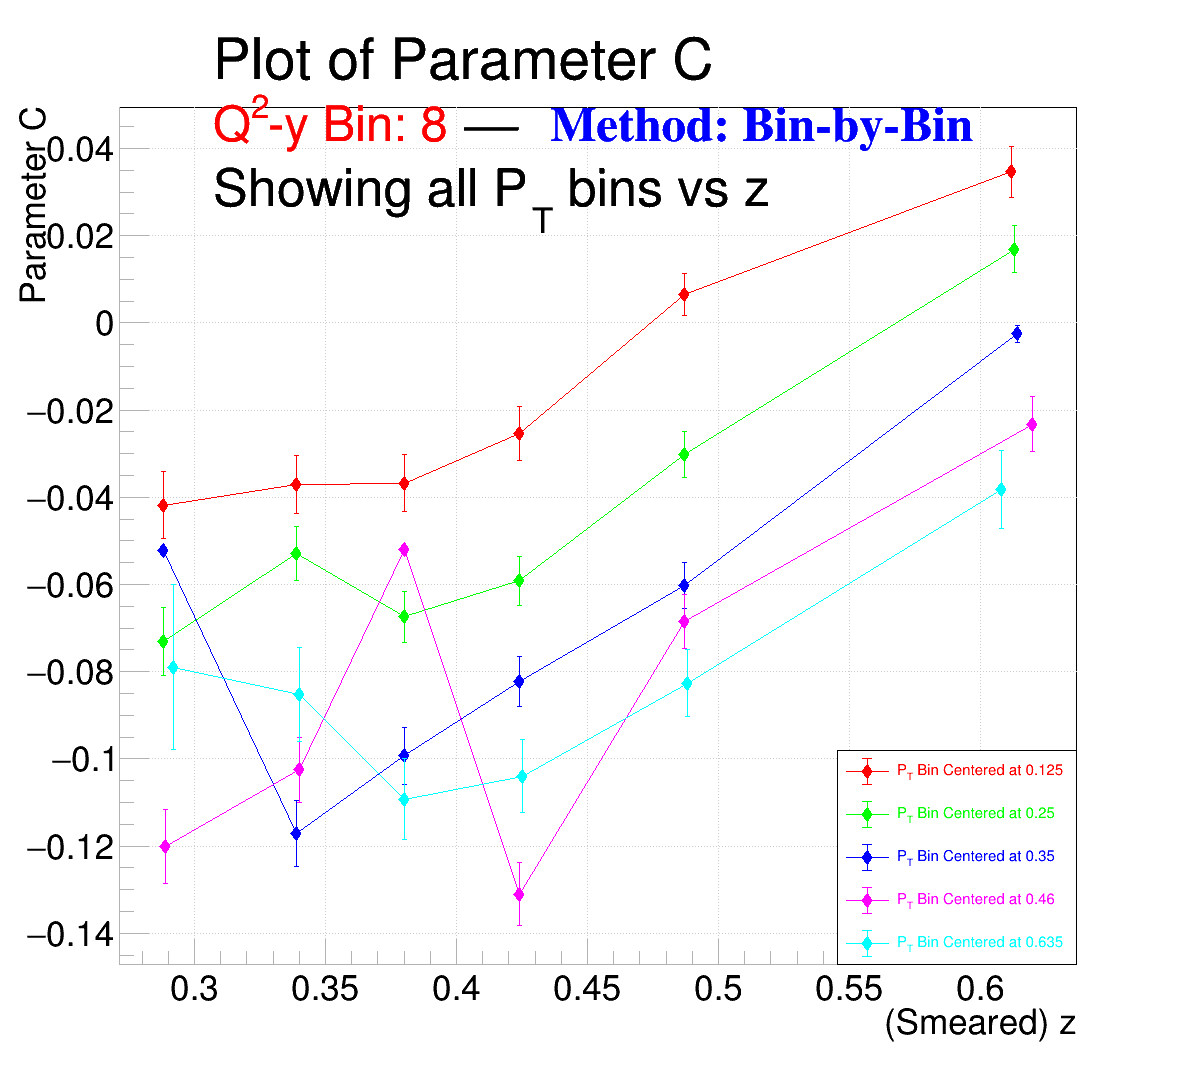 Plot of Parameter C
Q²-y Bin: 8 — Method: Bin-by-Bin
Showing all P_T bins vs z
Parameter C
0.04
0.02
0
−0.02
−0.04
−0.06
−0.08
−0.1
−0.12
−0.14
P_T Bin Centered at 0.125
P_T Bin Centered at 0.25
P_T Bin Centered at 0.35
P_T Bin Centered at 0.46
P_T Bin Centered at 0.635
0.3 0.35 0.4 0.45 0.5 0.55 0.6
(Smeared) z